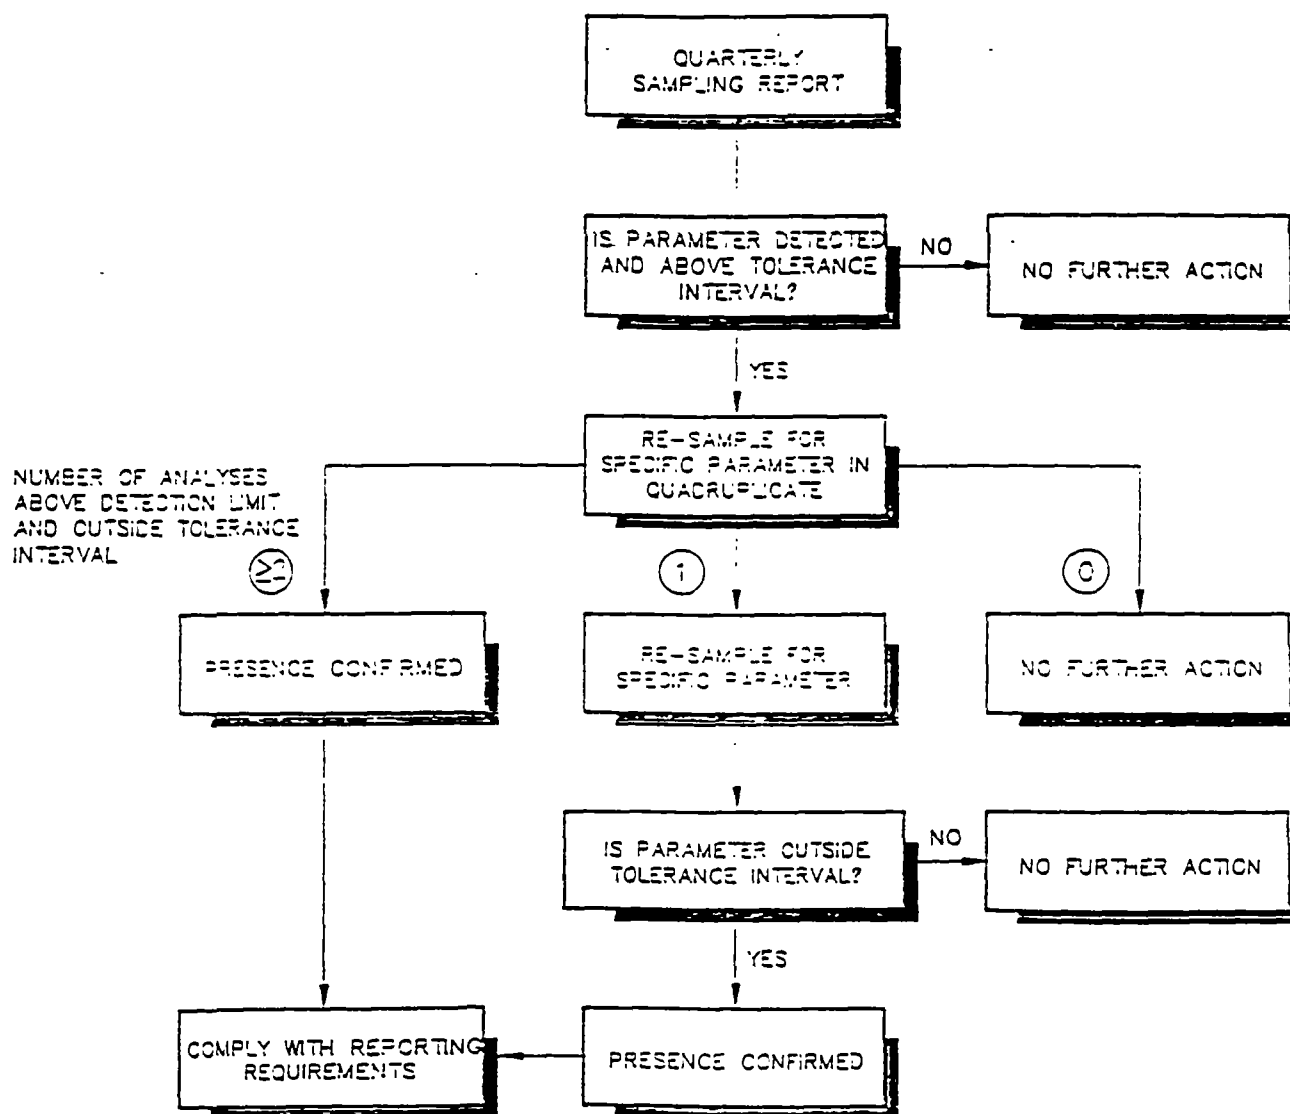 QUARTERLY
SAMPLING REPORT
IS PARAMETER DETECTED
AND ABOVE TOLERANCE
INTERVAL?
NO
NO FURTHER ACTION
YES
RE-SAMPLE FOR
SPECIFIC PARAMETER IN
QUADRUPLICATE
NUMBER OF ANALYSES
ABOVE DETECTION LIMIT
AND OUTSIDE TOLERANCE
INTERVAL
≥2
1
0
PRESENCE CONFIRMED
RE-SAMPLE FOR
SPECIFIC PARAMETER
NO FURTHER ACTION
IS PARAMETER OUTSIDE
TOLERANCE INTERVAL?
NO
NO FURTHER ACTION
YES
COMPLY WITH REPORTING
REQUIREMENTS
PRESENCE CONFIRMED